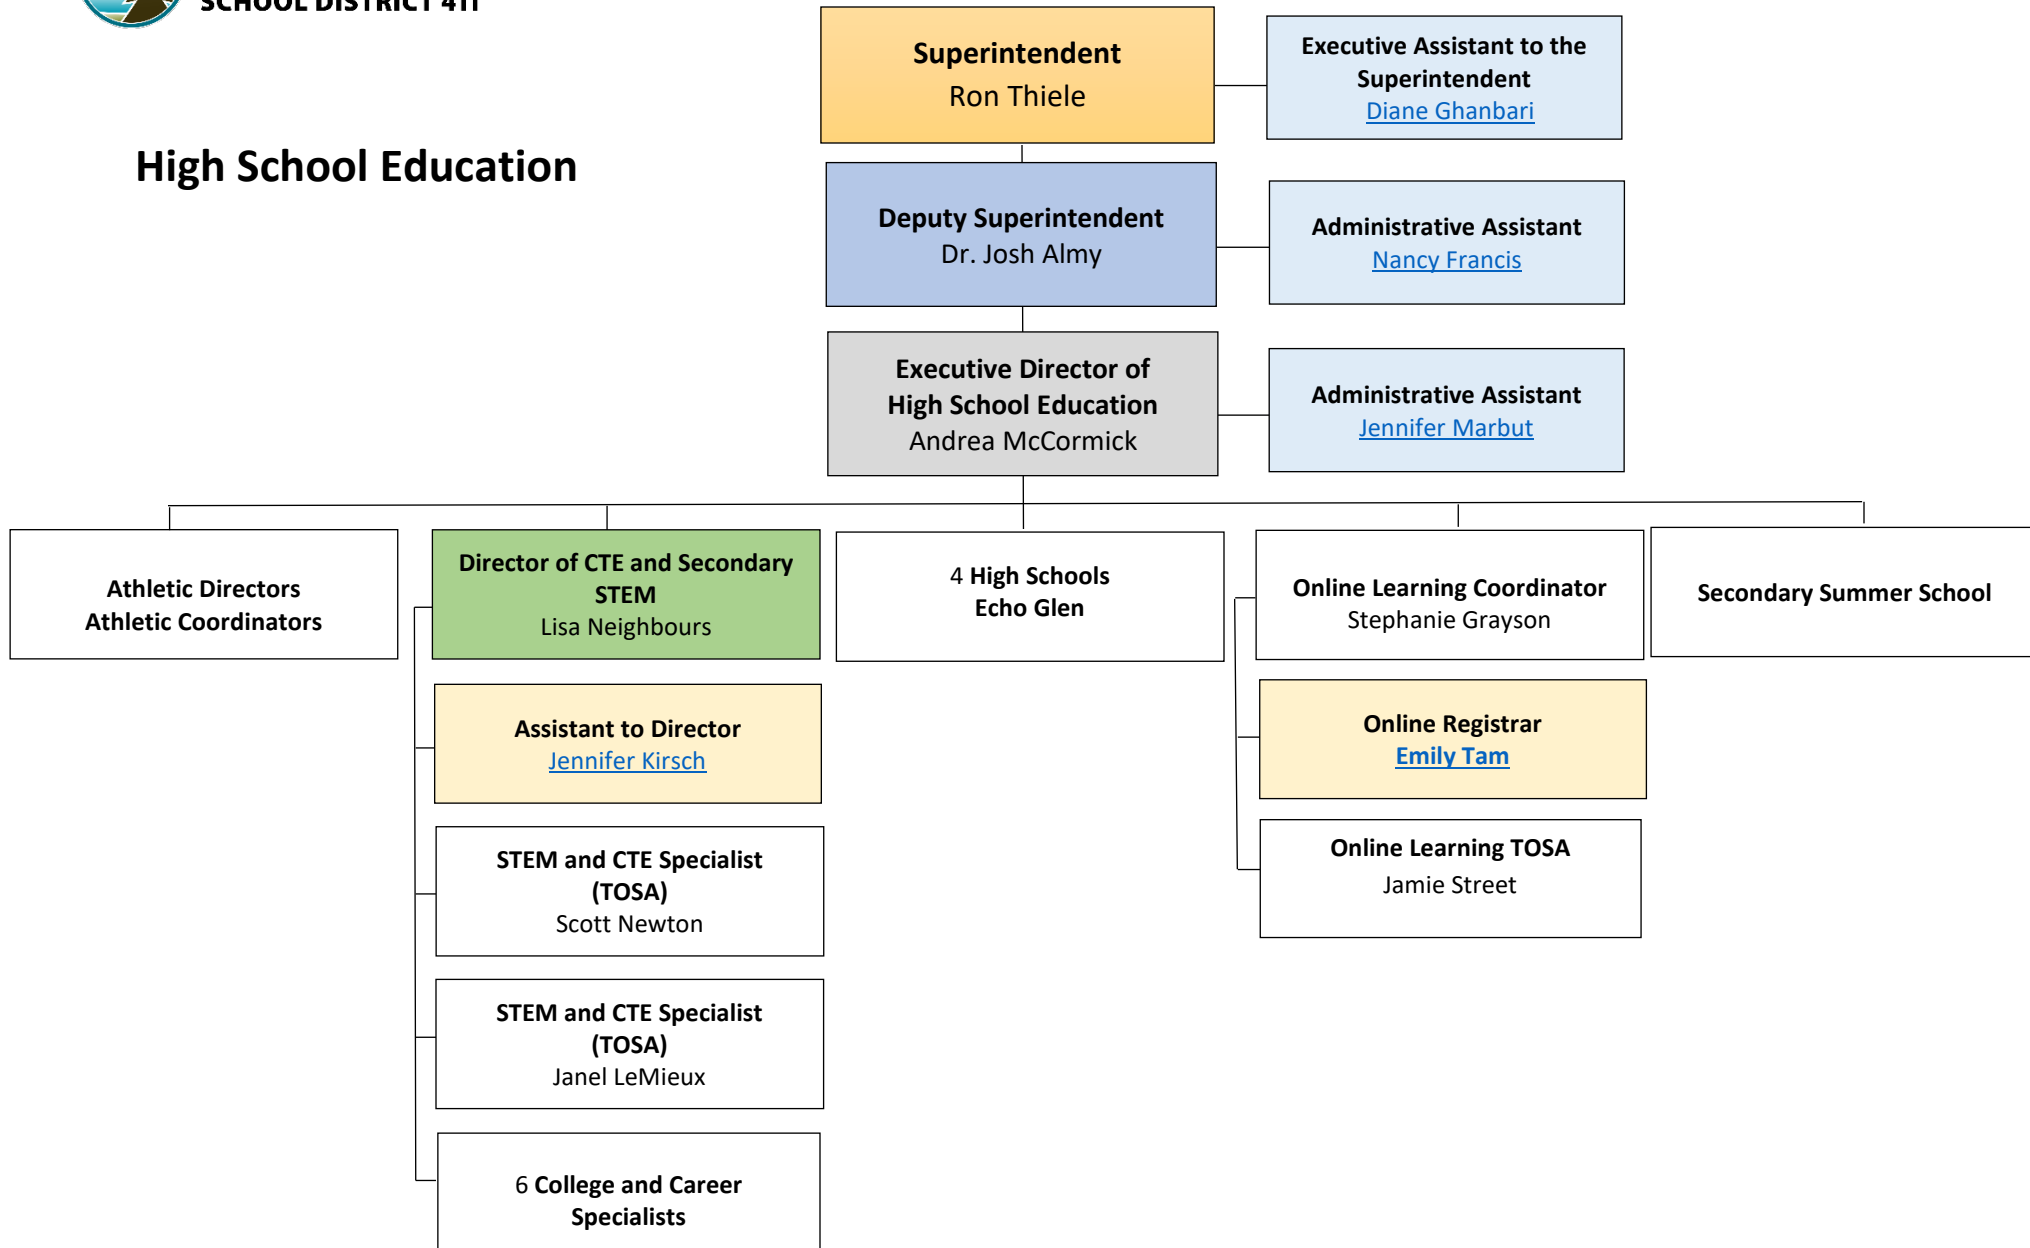 SCHOOL DISTRICT 411
High School Education
Superintendent
Ron Thiele
Executive Assistant to the
Superintendent
Diane Ghanbari
Deputy Superintendent
Dr. Josh Almy
Administrative Assistant
Nancy Francis
Executive Director of
High School Education
Andrea McCormick
Administrative Assistant
Jennifer Marbut
Athletic Directors
Athletic Coordinators
Director of CTE and Secondary
STEM
Lisa Neighbours
4 High Schools
Echo Glen
Online Learning Coordinator
Stephanie Grayson
Secondary Summer School
Assistant to Director
Jennifer Kirsch
Online Registrar
Emily Tam
STEM and CTE Specialist
(TOSA)
Scott Newton
Online Learning TOSA
Jamie Street
STEM and CTE Specialist
(TOSA)
Janel LeMieux
6 College and Career
Specialists